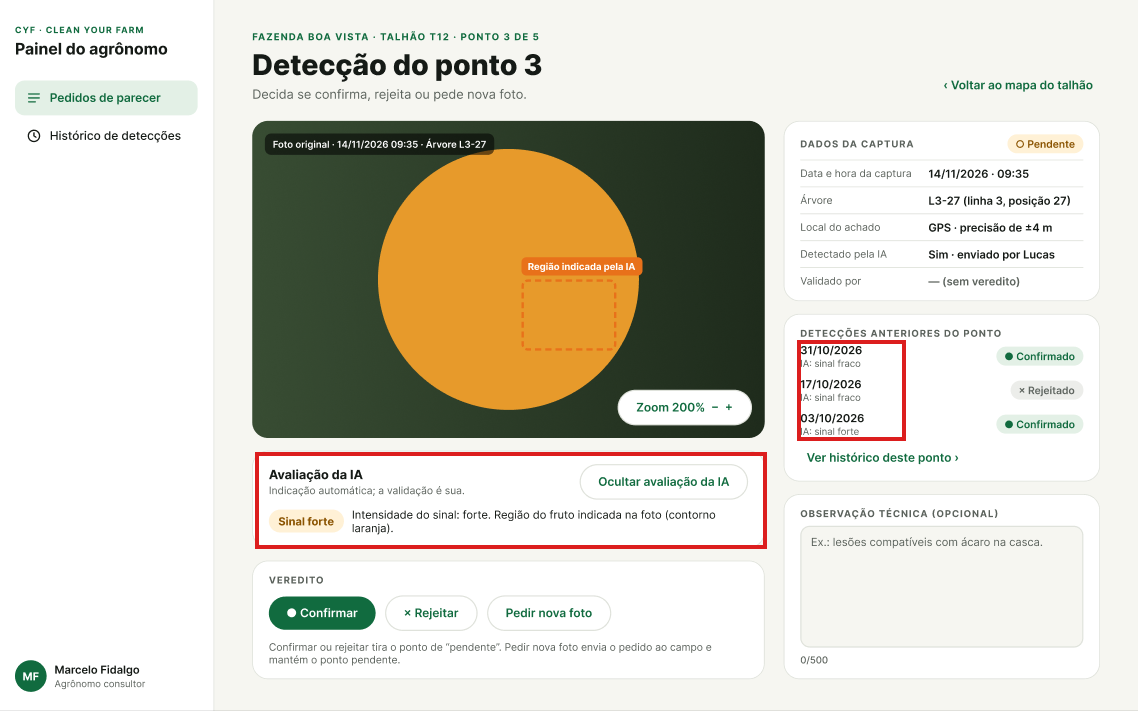 CYF · CLEAN YOUR FARM
Painel do agrônomo
Pedidos de parecer
Histórico de detecções
MF
Marcelo Fidalgo
Agrônomo consultor
FAZENDA BOA VISTA · TALHÃO T12 · PONTO 3 DE 5
Detecção do ponto 3
Decida se confirma, rejeita ou pede nova foto.
‹ Voltar ao mapa do talhão
Foto original · 14/11/2026 09:35 · Árvore L3-27
Região indicada pela IA
Zoom 200% − +
Avaliação da IA
Indicação automática; a validação é sua.
Ocultar avaliação da IA
Sinal forte
Intensidade do sinal: forte. Região do fruto indicada na foto (contorno
laranja).
VEREDITO
Confirmar
× Rejeitar
Pedir nova foto
Confirmar ou rejeitar tira o ponto de “pendente”. Pedir nova foto envia o pedido ao campo e
mantém o ponto pendente.
DADOS DA CAPTURA
Pendente
Data e hora da captura 14/11/2026 · 09:35
Árvore L3-27 (linha 3, posição 27)
Local do achado GPS · precisão de ±4 m
Detectado pela IA Sim · enviado por Lucas
Validado por — (sem veredito)
DETECÇÕES ANTERIORES DO PONTO
31/10/2026
IA: sinal fraco
Confirmado
17/10/2026
IA: sinal fraco
× Rejeitado
03/10/2026
IA: sinal forte
Confirmado
Ver histórico deste ponto ›
OBSERVAÇÃO TÉCNICA (OPCIONAL)
Ex.: lesões compatíveis com ácaro na casca.
0/500